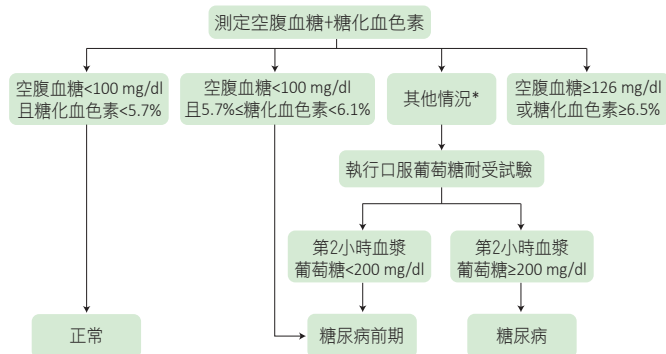 測定空腹血糖+糖化血色素
空腹血糖<100 mg/dl
且糖化血色素<5.7%
空腹血糖<100 mg/dl
且5.7%≤糖化血色素<6.1%
其他情況*
空腹血糖≥126 mg/dl
或糖化血色素≥6.5%
執行口服葡萄糖耐受試驗
第2小時血漿
葡萄糖<200 mg/dl
第2小時血漿
葡萄糖≥200 mg/dl
正常
糖尿病前期
糖尿病